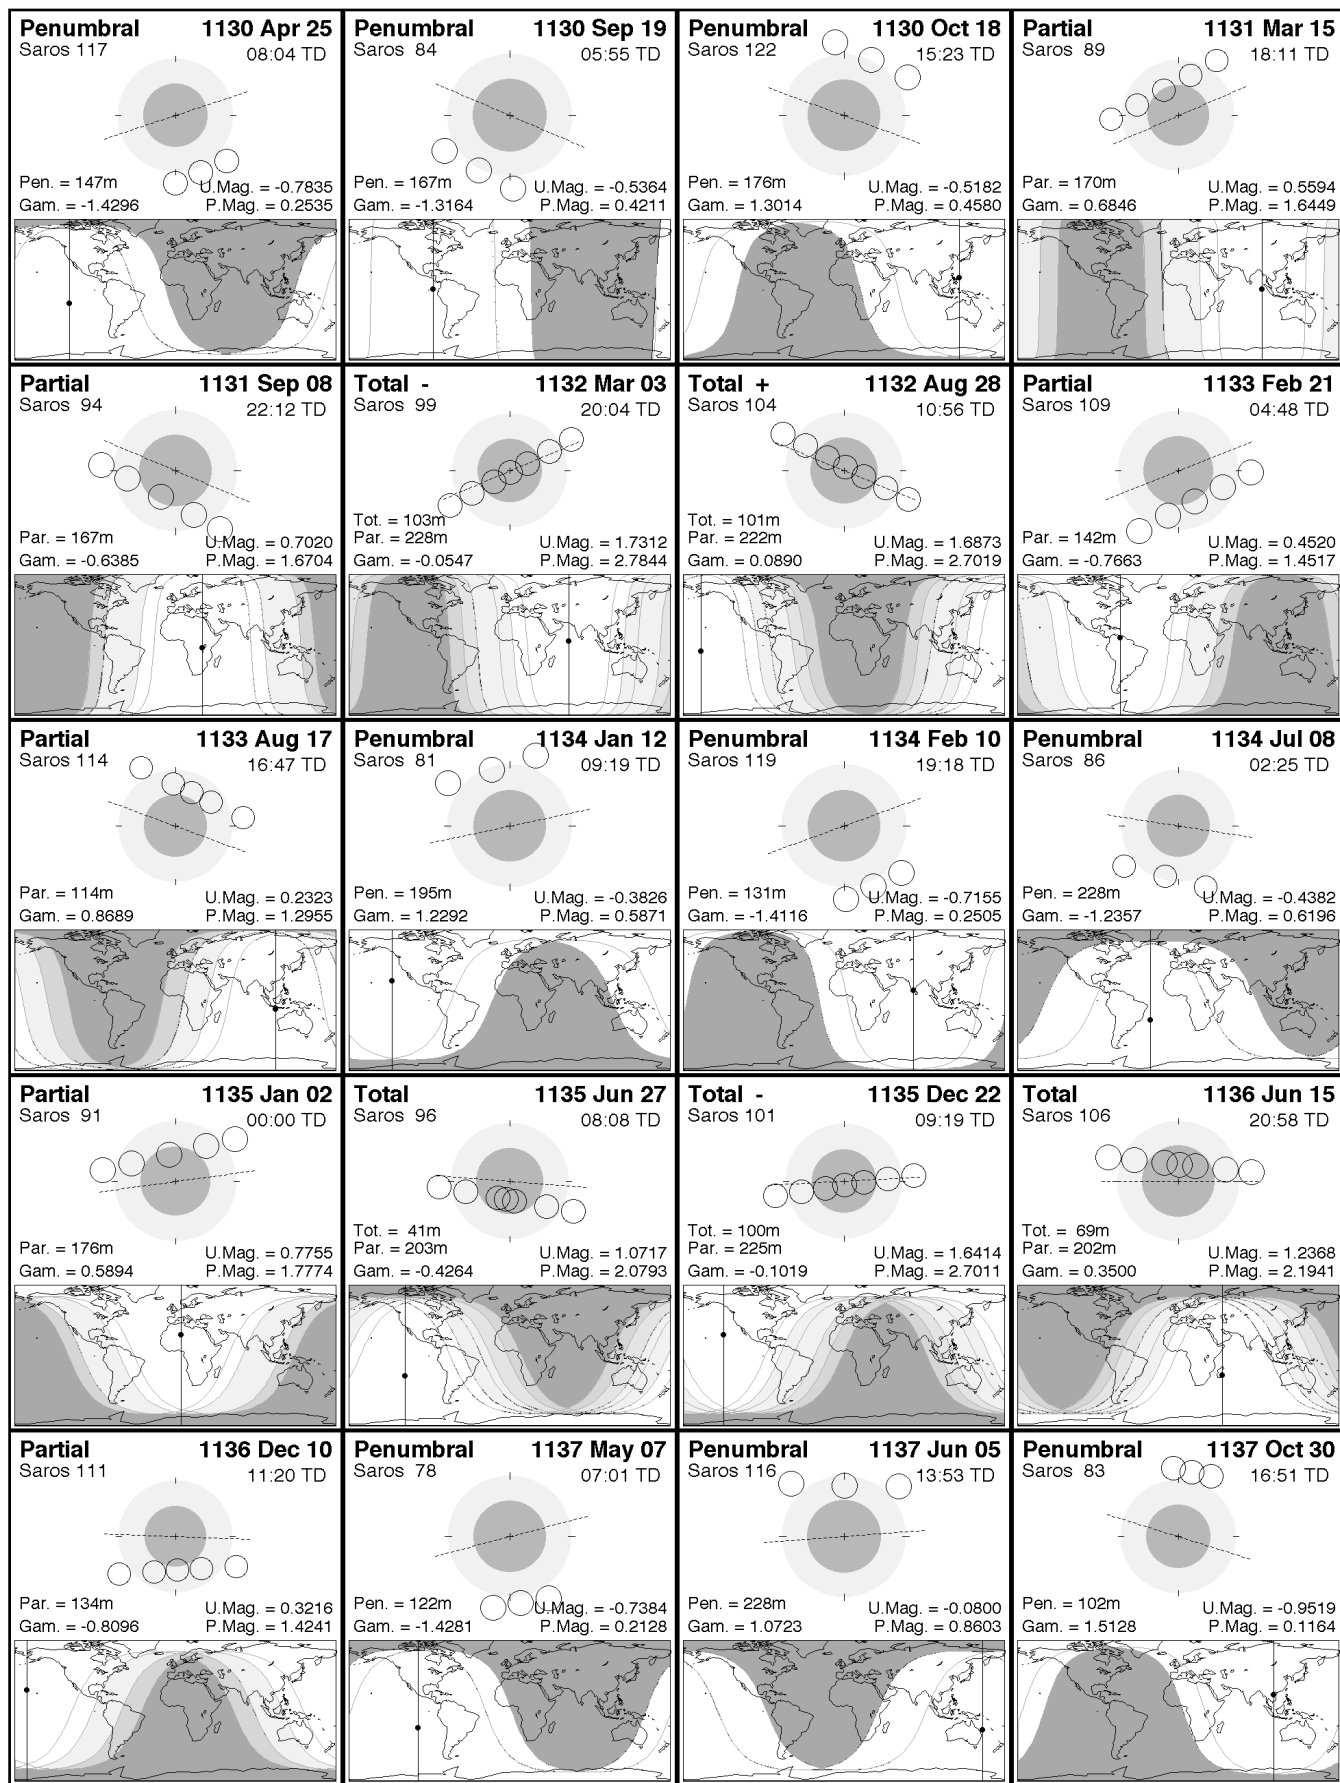 Penumbral 1130 Apr 25
Saros 117 08:04 TD
Pen. = 147m U.Mag. = -0.7835
Gam. = -1.4296 P.Mag. = 0.2535
Penumbral 1130 Sep 19
Saros 84 05:55 TD
Pen. = 167m U.Mag. = -0.5364
Gam. = -1.3164 P.Mag. = 0.4211
Penumbral 1130 Oct 18
Saros 122 15:23 TD
Pen. = 176m U.Mag. = -0.5182
Gam. = 1.3014 P.Mag. = 0.4580
Partial 1131 Mar 15
Saros 89 18:11 TD
Par. = 170m U.Mag. = 0.5594
Gam. = 0.6846 P.Mag. = 1.6449
Partial 1131 Sep 08
Saros 94 22:12 TD
Par. = 167m U.Mag. = 0.7020
Gam. = -0.6385 P.Mag. = 1.6704
Total - 1132 Mar 03
Saros 99 20:04 TD
Tot. = 103m
Par. = 228m U.Mag. = 1.7312
Gam. = -0.0547 P.Mag. = 2.7844
Total + 1132 Aug 28
Saros 104 10:56 TD
Tot. = 101m
Par. = 222m U.Mag. = 1.6873
Gam. = 0.0890 P.Mag. = 2.7019
Partial 1133 Feb 21
Saros 109 04:48 TD
Par. = 142m U.Mag. = 0.4520
Gam. = -0.7663 P.Mag. = 1.4517
Partial 1133 Aug 17
Saros 114 16:47 TD
Par. = 114m U.Mag. = 0.2323
Gam. = 0.8689 P.Mag. = 1.2955
Penumbral 1134 Jan 12
Saros 81 09:19 TD
Pen. = 195m U.Mag. = -0.3826
Gam. = 1.2292 P.Mag. = 0.5871
Penumbral 1134 Feb 10
Saros 119 19:18 TD
Pen. = 131m U.Mag. = -0.7155
Gam. = -1.4116 P.Mag. = 0.2505
Penumbral 1134 Jul 08
Saros 86 02:25 TD
Pen. = 228m U.Mag. = -0.4382
Gam. = -1.2357 P.Mag. = 0.6196
Partial 1135 Jan 02
Saros 91 00:00 TD
Par. = 176m U.Mag. = 0.7755
Gam. = 0.5894 P.Mag. = 1.7774
Total 1135 Jun 27
Saros 96 08:08 TD
Tot. = 41m
Par. = 203m U.Mag. = 1.0717
Gam. = -0.4264 P.Mag. = 2.0793
Total - 1135 Dec 22
Saros 101 09:19 TD
Tot. = 100m
Par. = 225m U.Mag. = 1.6414
Gam. = -0.1019 P.Mag. = 2.7011
Total 1136 Jun 15
Saros 106 20:58 TD
Tot. = 69m
Par. = 202m U.Mag. = 1.2368
Gam. = 0.3500 P.Mag. = 2.1941
Partial 1136 Dec 10
Saros 111 11:20 TD
Par. = 134m U.Mag. = 0.3216
Gam. = -0.8096 P.Mag. = 1.4241
Penumbral 1137 May 07
Saros 78 07:01 TD
Pen. = 122m U.Mag. = -0.7384
Gam. = -1.4281 P.Mag. = 0.2128
Penumbral 1137 Jun 05
Saros 116 13:53 TD
Pen. = 228m U.Mag. = -0.0800
Gam. = 1.0723 P.Mag. = 0.8603
Penumbral 1137 Oct 30
Saros 83 16:51 TD
Pen. = 102m U.Mag. = -0.9519
Gam. = 1.5128 P.Mag. = 0.1164